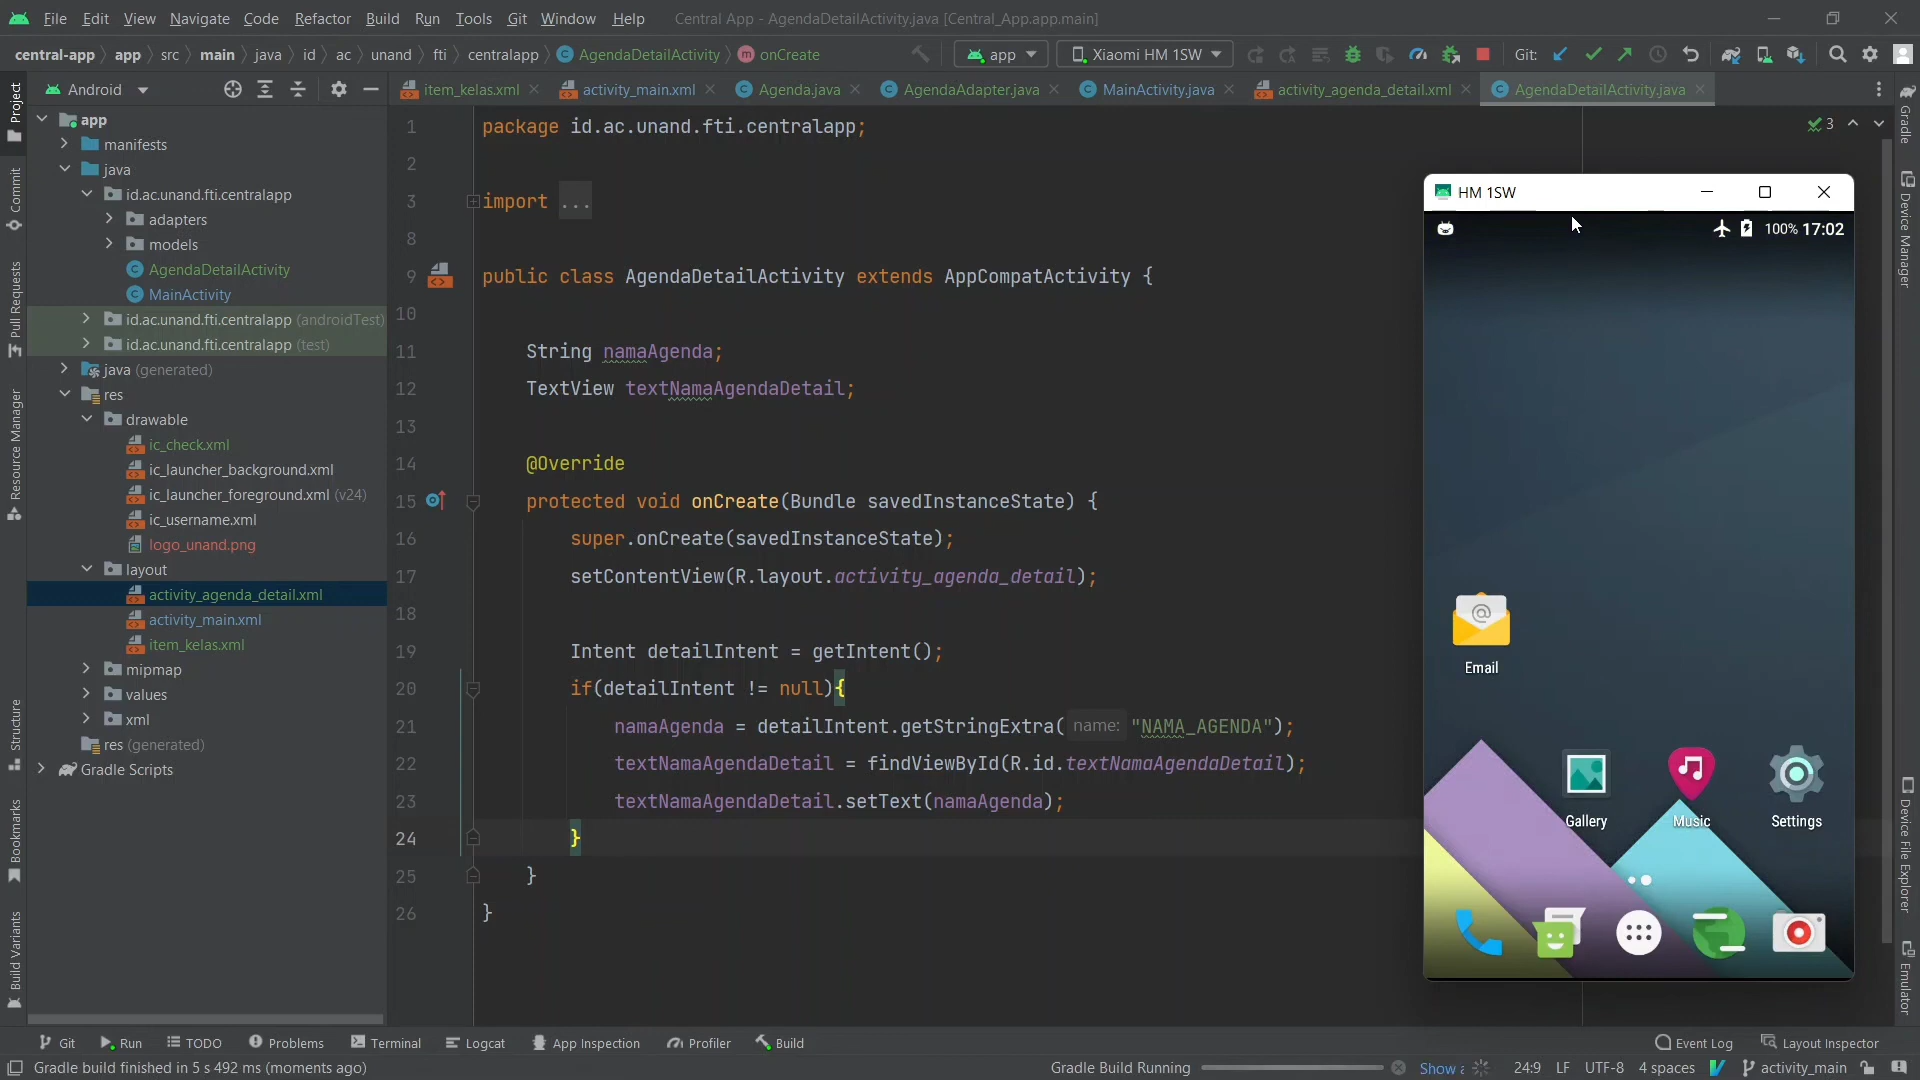 File Edit View Navigate Code Refactor Build Run Tools Git Window Help Central App - AgendaDetailActivity.java [Central_App.app.main]
central-app app src main java id ac unand fti centralapp AgendaDetailActivity onCreate app Xiaomi HM 1SW Git:
Project
Commit
Pull Requests
Resource Manager
Structure
Bookmarks
Build Variants
Android
app
manifests
java
id.ac.unand.fti.centralapp
adapters
models
AgendaDetailActivity
MainActivity
id.ac.unand.fti.centralapp (androidTest)
id.ac.unand.fti.centralapp (test)
java (generated)
res
drawable
ic_check.xml
ic_launcher_background.xml
ic_launcher_foreground.xml (v24)
ic_username.xml
logo_unand.png
layout
activity_agenda_detail.xml
activity_main.xml
item_kelas.xml
mipmap
values
xml
res (generated)
Gradle Scripts
item_kelas.xml activity_main.xml Agenda.java AgendaAdapter.java MainActivity.java activity_agenda_detail.xml AgendaDetailActivity.java
3
1 package id.ac.unand.fti.centralapp;
2
3 import ...
8
9 public class AgendaDetailActivity extends AppCompatActivity {
10
11 String namaAgenda;
12 TextView textNamaAgendaDetail;
13
14 @Override
15 protected void onCreate(Bundle savedInstanceState) {
16 super.onCreate(savedInstanceState);
17 setContentView(R.layout.activity_agenda_detail);
18
19 Intent detailIntent = getIntent();
20 if(detailIntent != null){
21 namaAgenda = detailIntent.getStringExtra( name: "NAMA_AGENDA");
22 textNamaAgendaDetail = findViewById(R.id.textNamaAgendaDetail);
23 textNamaAgendaDetail.setText(namaAgenda);
24 }
25 }
26 }
HM 1SW
100% 17:02
Email
Gallery Music Settings
Gradle
Device Manager
Device File Explorer
Emulator
Git Run TODO Problems Terminal Logcat App Inspection Profiler Build Event Log Layout Inspector
Gradle build finished in 5 s 492 ms (moments ago) Gradle Build Running Show a 24:9 LF UTF-8 4 spaces activity_main